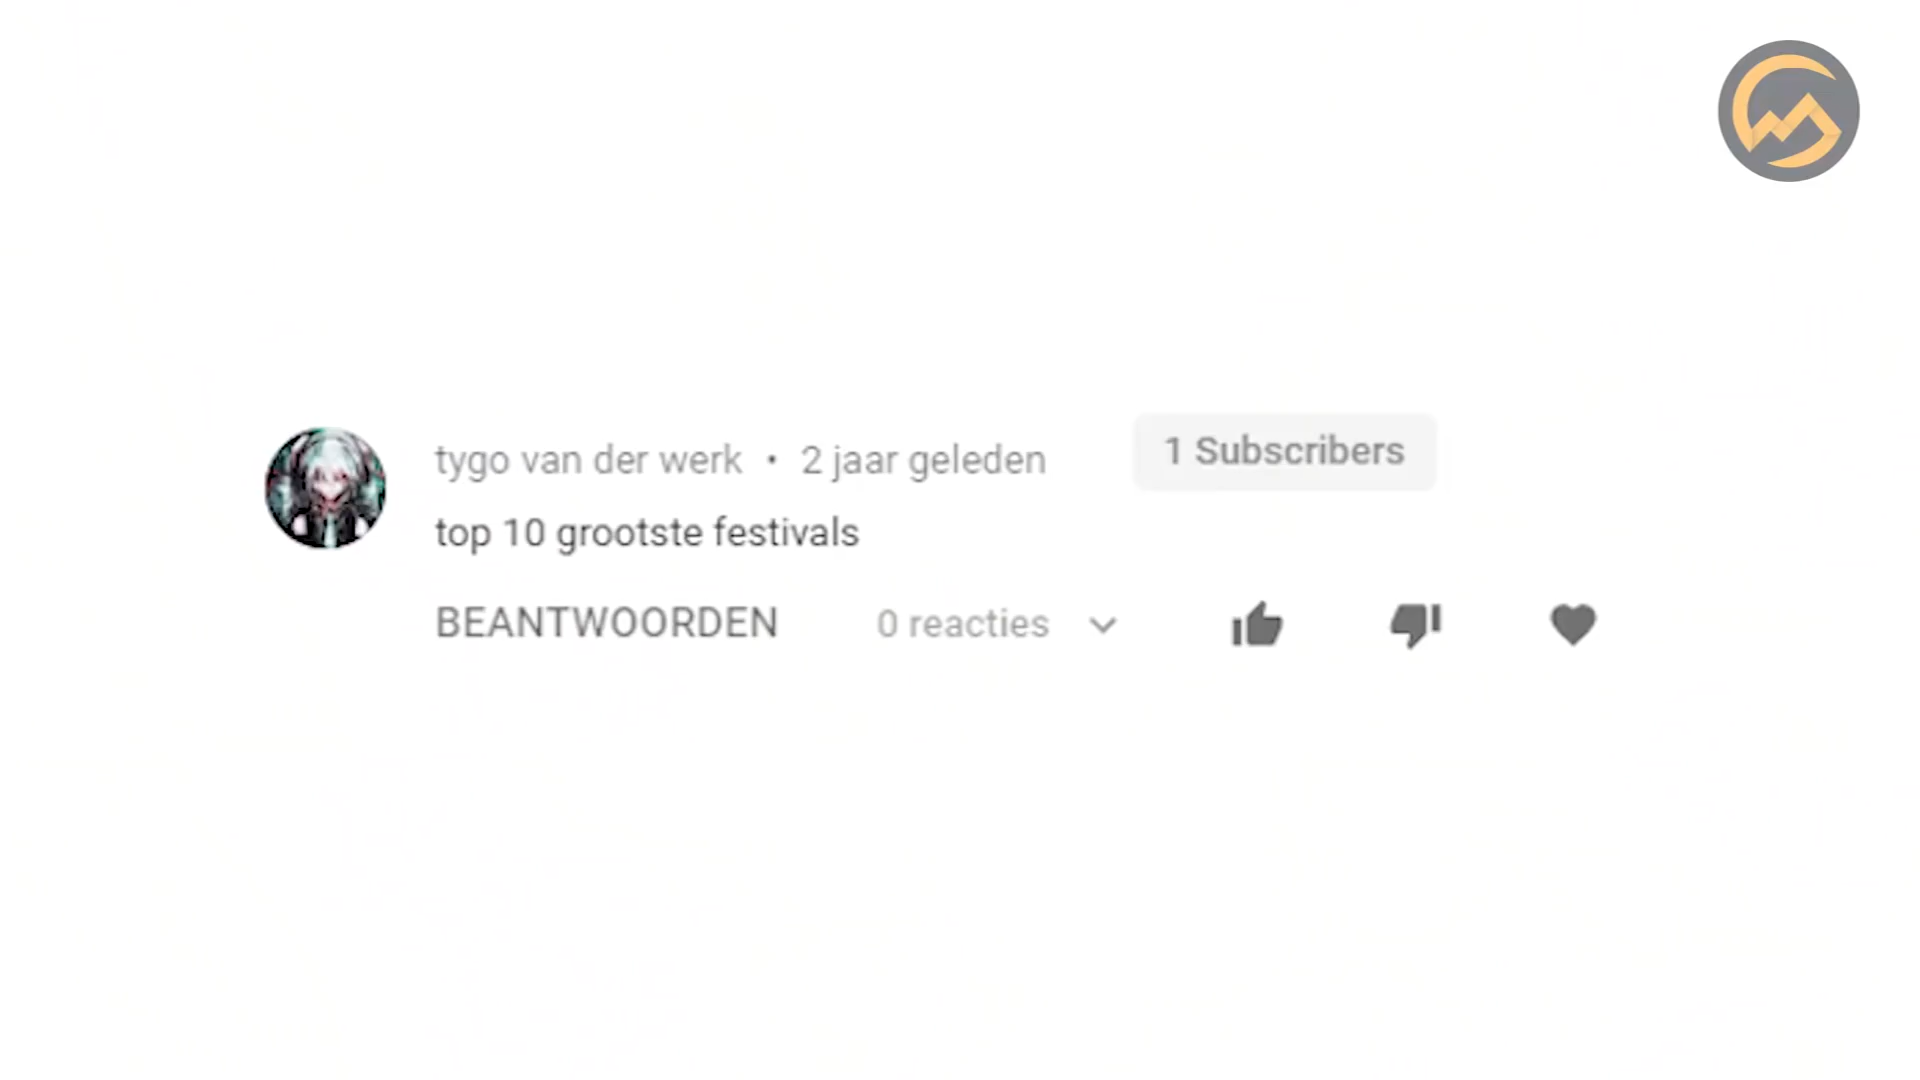 tygo van der werk • 2 jaar geleden
1 Subscribers
top 10 grootste festivals
BEANTWOORDEN
0 reacties